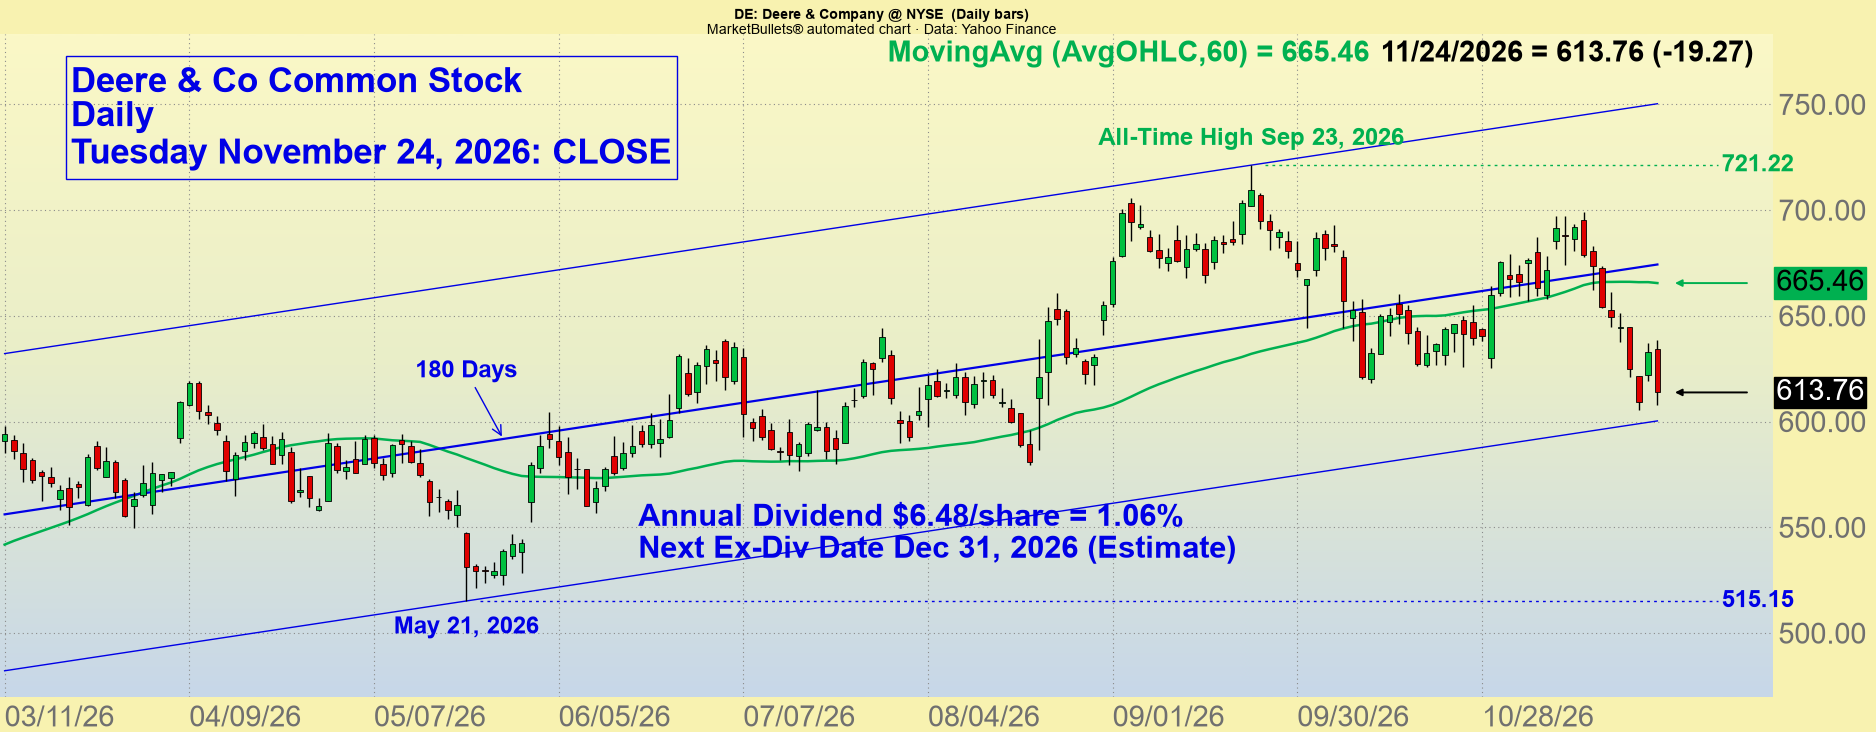 DE: Deere & Company @ NYSE (Daily bars)
MarketBullets® automated chart · Data: Yahoo Finance
MovingAvg (AvgOHLC,60) = 665.46 11/24/2026 = 613.76 (-19.27)
Deere & Co Common Stock
Daily
Tuesday November 24, 2026: CLOSE
750.00
All-Time High Sep 23, 2026
721.22
700.00
665.46
650.00
180 Days
613.76
600.00
Annual Dividend $6.48/share = 1.06%
550.00
Next Ex-Div Date Dec 31, 2026 (Estimate)
515.15
May 21, 2026
500.00
03/11/26 04/09/26 05/07/26 06/05/26 07/07/26 08/04/26 09/01/26 09/30/26 10/28/26